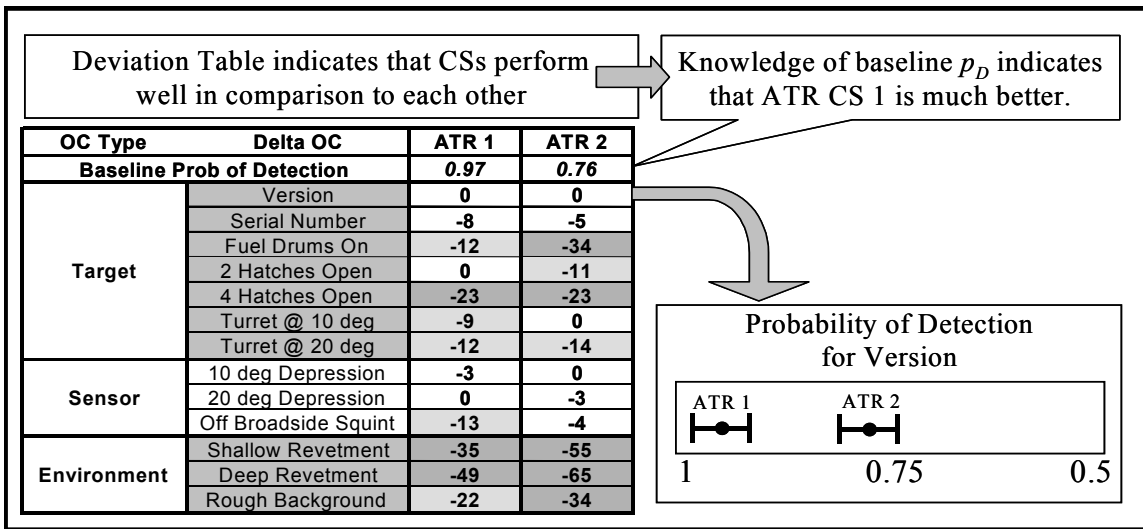 Deviation Table indicates that CSs perform
well in comparison to each other
Knowledge of baseline p_D indicates
that ATR CS 1 is much better.
OC Type Delta OC ATR 1 ATR 2
Baseline Prob of Detection 0.97 0.76
Target
Version 0 0
Serial Number -8 -5
Fuel Drums On -12 -34
2 Hatches Open 0 -11
4 Hatches Open -23 -23
Turret @ 10 deg -9 0
Turret @ 20 deg -12 -14
Sensor
10 deg Depression -3 0
20 deg Depression 0 -3
Off Broadside Squint -13 -4
Environment
Shallow Revetment -35 -55
Deep Revetment -49 -65
Rough Background -22 -34
Probability of Detection
for Version
ATR 1 ATR 2
1 0.75 0.5